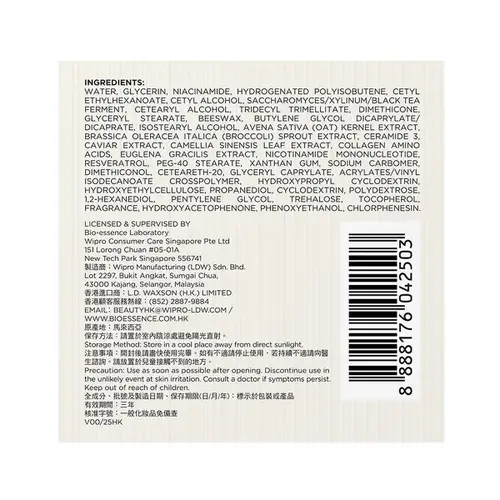 INGREDIENTS:
WATER, GLYCERIN, NIACINAMIDE, HYDROGENATED POLYISOBUTENE, CETYL
ETHYLHEXANOATE, CETYL ALCOHOL, SACCHAROMYCES/XYLINUM/BLACK TEA
FERMENT, CETEARYL ALCOHOL, TRIDECYL TRIMELLITATE, DIMETHICONE,
GLYCERYL STEARATE, BEESWAX, BUTYLENE GLYCOL DICAPRYLATE/
DICAPRATE, ISOSTEARYL ALCOHOL, AVENA SATIVA (OAT) KERNEL EXTRACT,
BRASSICA OLERACEA ITALICA (BROCCOLI) SPROUT EXTRACT, CERAMIDE 3,
CAVIAR EXTRACT, CAMELLIA SINENSIS LEAF EXTRACT, COLLAGEN AMINO
ACIDS, EUGLENA GRACILIS EXTRACT, NICOTINAMIDE MONONUCLEOTIDE,
RESVERATROL, PEG-40 STEARATE, XANTHAN GUM, SODIUM CARBOMER,
DIMETHICONOL, CETEARETH-20, GLYCERYL CAPRYLATE, ACRYLATES/VINYL
ISODECANOATE CROSSPOLYMER, HYDROXYPROPYL CYCLODEXTRIN,
HYDROXYETHYLCELLULOSE, PROPANEDIOL, CYCLODEXTRIN, POLYDEXTROSE,
1,2-HEXANEDIOL, PENTYLENE GLYCOL, TREHALOSE, TOCOPHEROL,
FRAGRANCE, HYDROXYACETOPHENONE, PHENOXYETHANOL, CHLORPHENESIN.
LICENSED & SUPERVISED BY
Bio-essence Laboratory
Wipro Consumer Care Singapore Pte Ltd
151 Lorong Chuan #05-01A
New Tech Park Singapore 556741
製造商：Wipro Manufacturing (LDW) Sdn. Bhd.
Lot 2297, Bukit Angkat, Sungai Chua,
43000 Kajang, Selangor, Malaysia
香港進口商：L.D. WAXSON (H.K.) LIMITED
香港顧客服務熱線：(852) 2887-9884
EMAIL : BEAUTYHK@WIPRO-LDW.COM /
WWW.BIOESSENCE.COM.HK
原產地：馬來西亞
保存方法：請置於室內陰涼處避免陽光直射。
Storage Method: Store in a cool place away from direct sunlight.
注意事項：開封後請盡快使用完畢。如有不適請停止使用。若持續不適請向醫
生諮詢。請放置於兒童接觸不到的地方。
Precaution: Use as soon as possible after opening. Discontinue use in
the unlikely event at skin irritation. Consult a doctor if symptoms persist.
Keep out of reach of children.
全成分、批號及製造日期、保存期限(日/月/年)：標示於包裝或產品
有效期間：三年
核准字號：一般化妝品免備查
V00/25HK
8 888176 042503